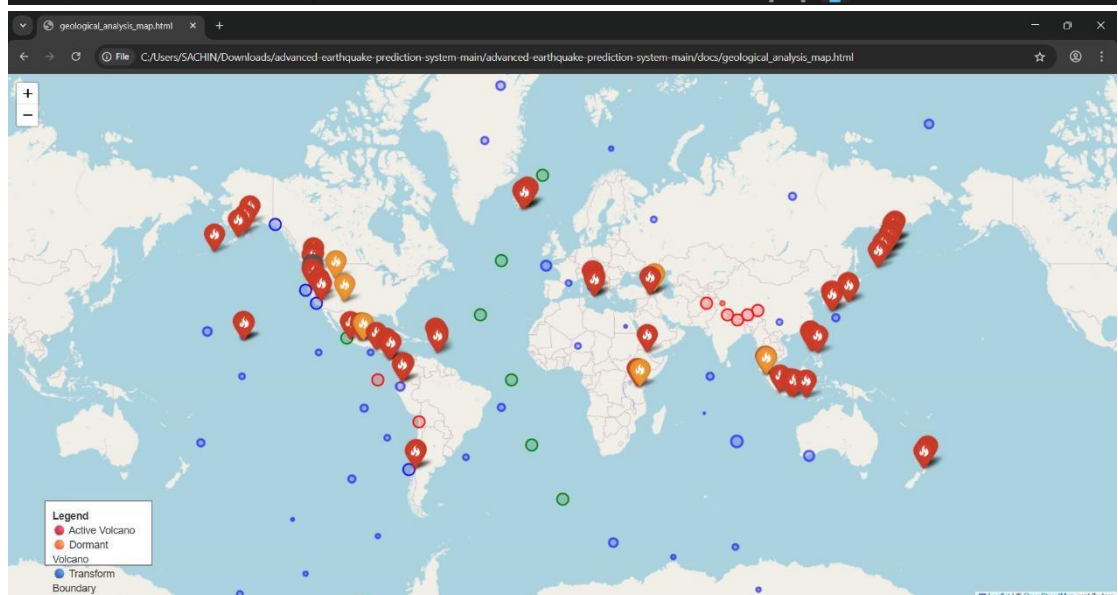 geological_analysis_map.html
File C:/Users/SACHIN/Downloads/advanced-earthquake-prediction-system-main/advanced-earthquake-prediction-system-main/docs/geological_analysis_map.html
+
−
Legend
Active Volcano
Dormant
Volcano
Transform
Boundary